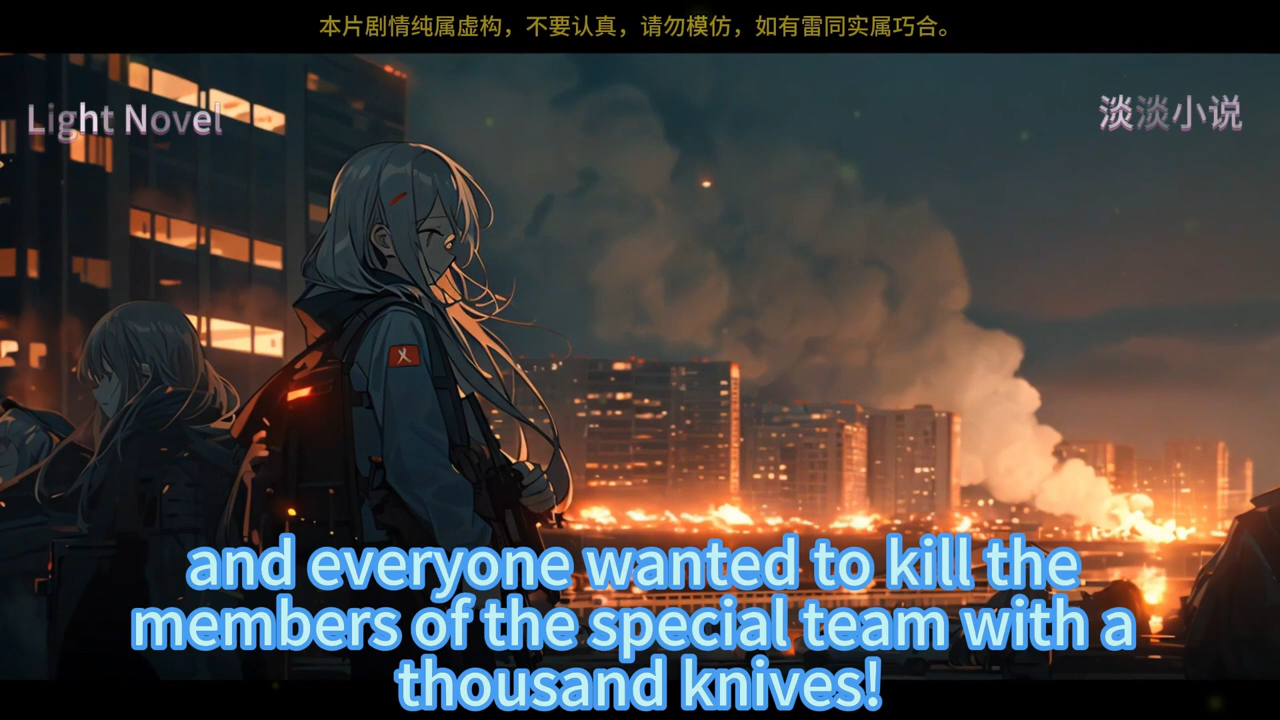 本片剧情纯属虚构，不要认真，请勿模仿，如有雷同实属巧合。
Light Novel
淡淡小说
and everyone wanted to kill the
members of the special team with a
thousand knives!